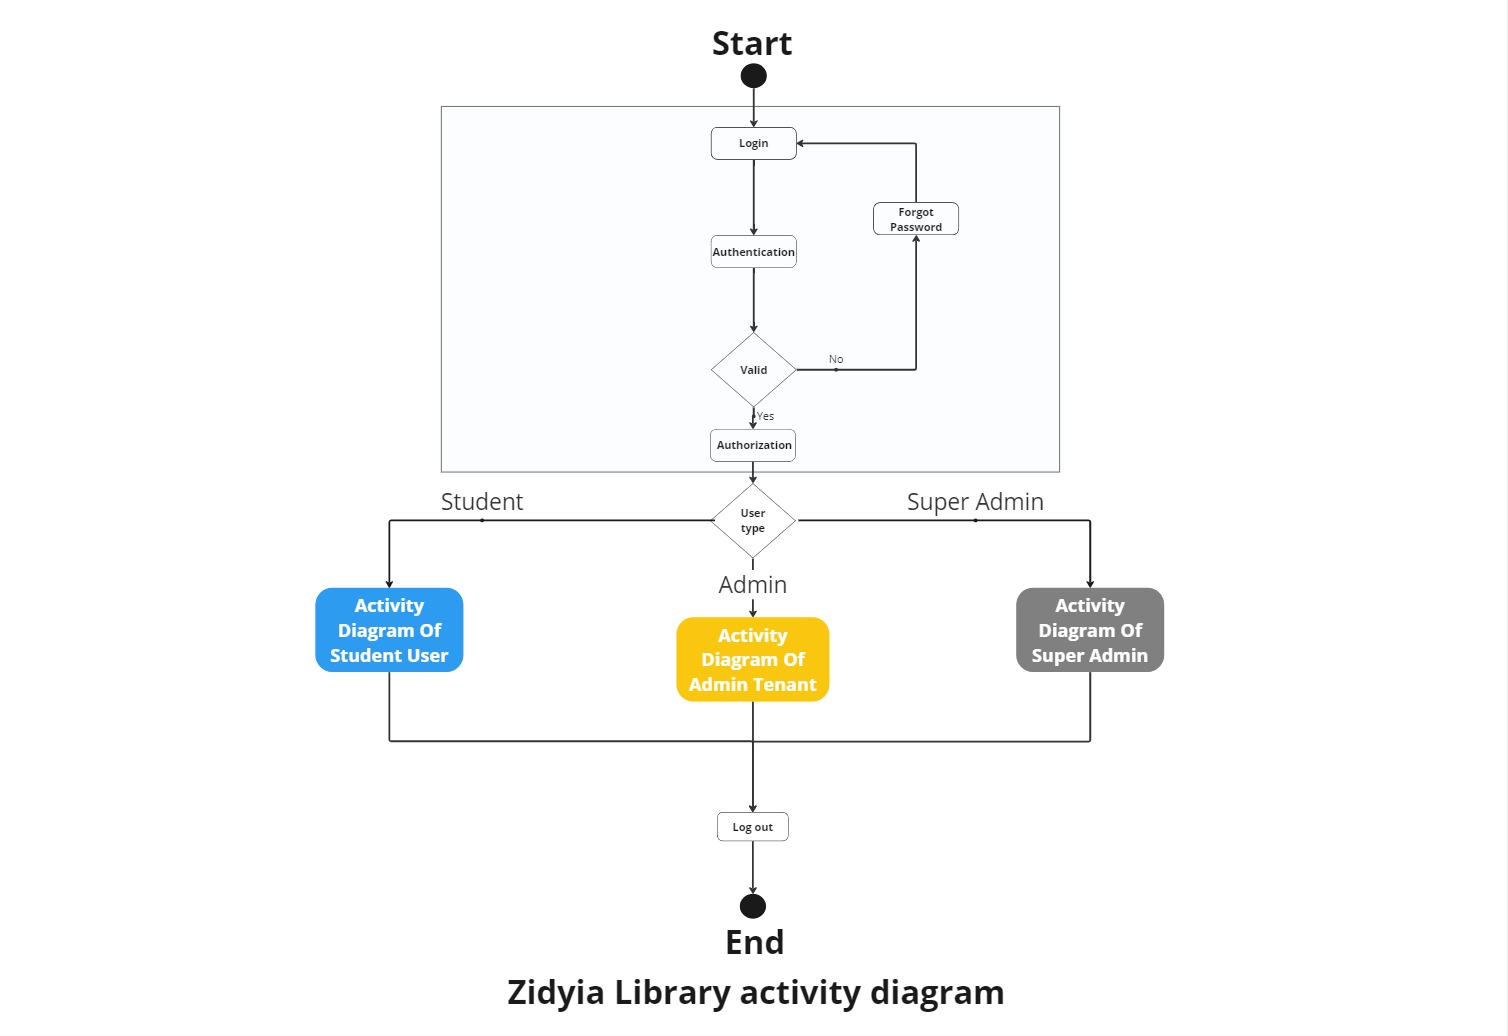 Start
Login
Forgot
Password
Authentication
No
Valid
Yes
Authorization
Student
Super Admin
User
type
Admin
Activity
Diagram Of
Student User
Activity
Diagram Of
Admin Tenant
Activity
Diagram Of
Super Admin
Log out
End
Zidyia Library activity diagram